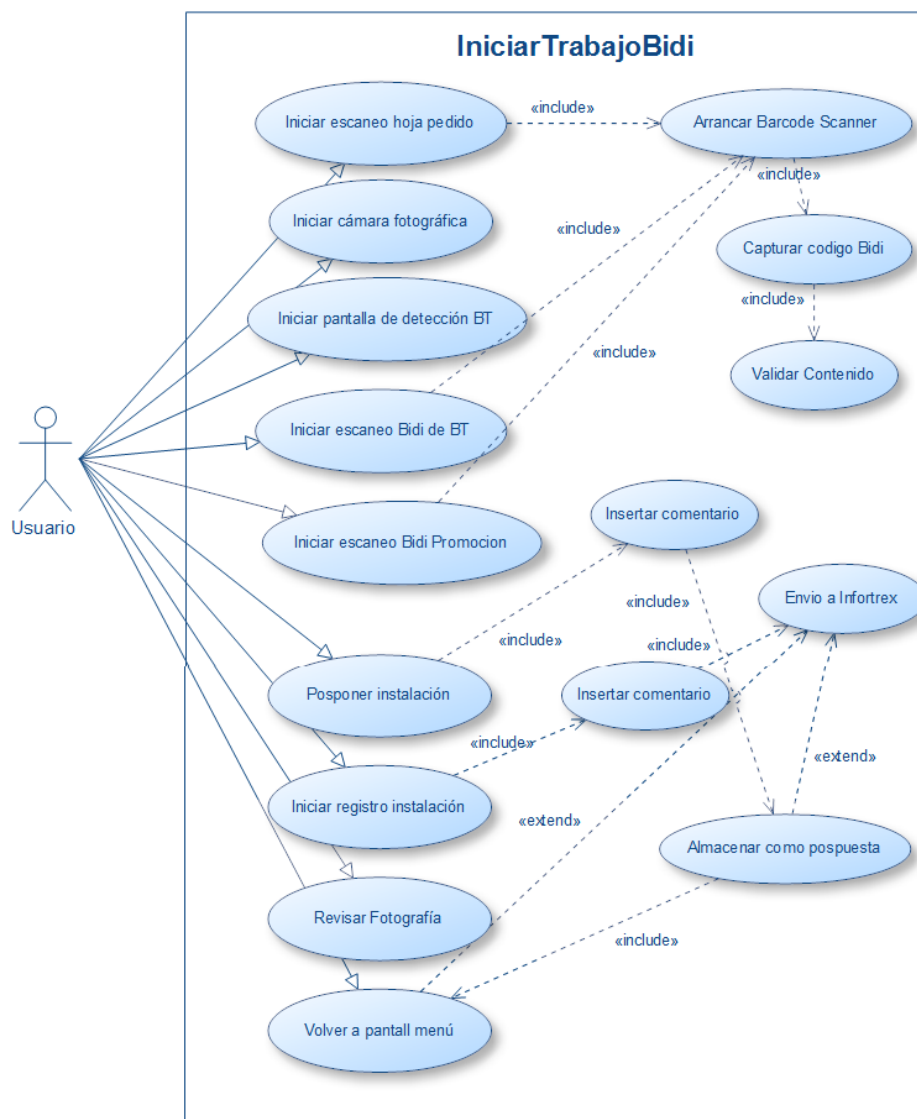 IniciarTrabajoBidi
Iniciar escaneo hoja pedido
«include»
Arrancar Barcode Scanner
«include»
Iniciar cámara fotográfica
«include»
Capturar codigo Bidi
«include»
Iniciar pantalla de detección BT
«include»
Validar Contenido
Iniciar escaneo Bidi de BT
Usuario
Iniciar escaneo Bidi Promocion
Insertar comentario
Envio a Infortrex
«include»
«include»
«include»
Posponer instalación
Insertar comentario
«include»
Iniciar registro instalación
«extend»
«extend»
Almacenar como pospuesta
Revisar Fotografía
«include»
Volver a pantall menú